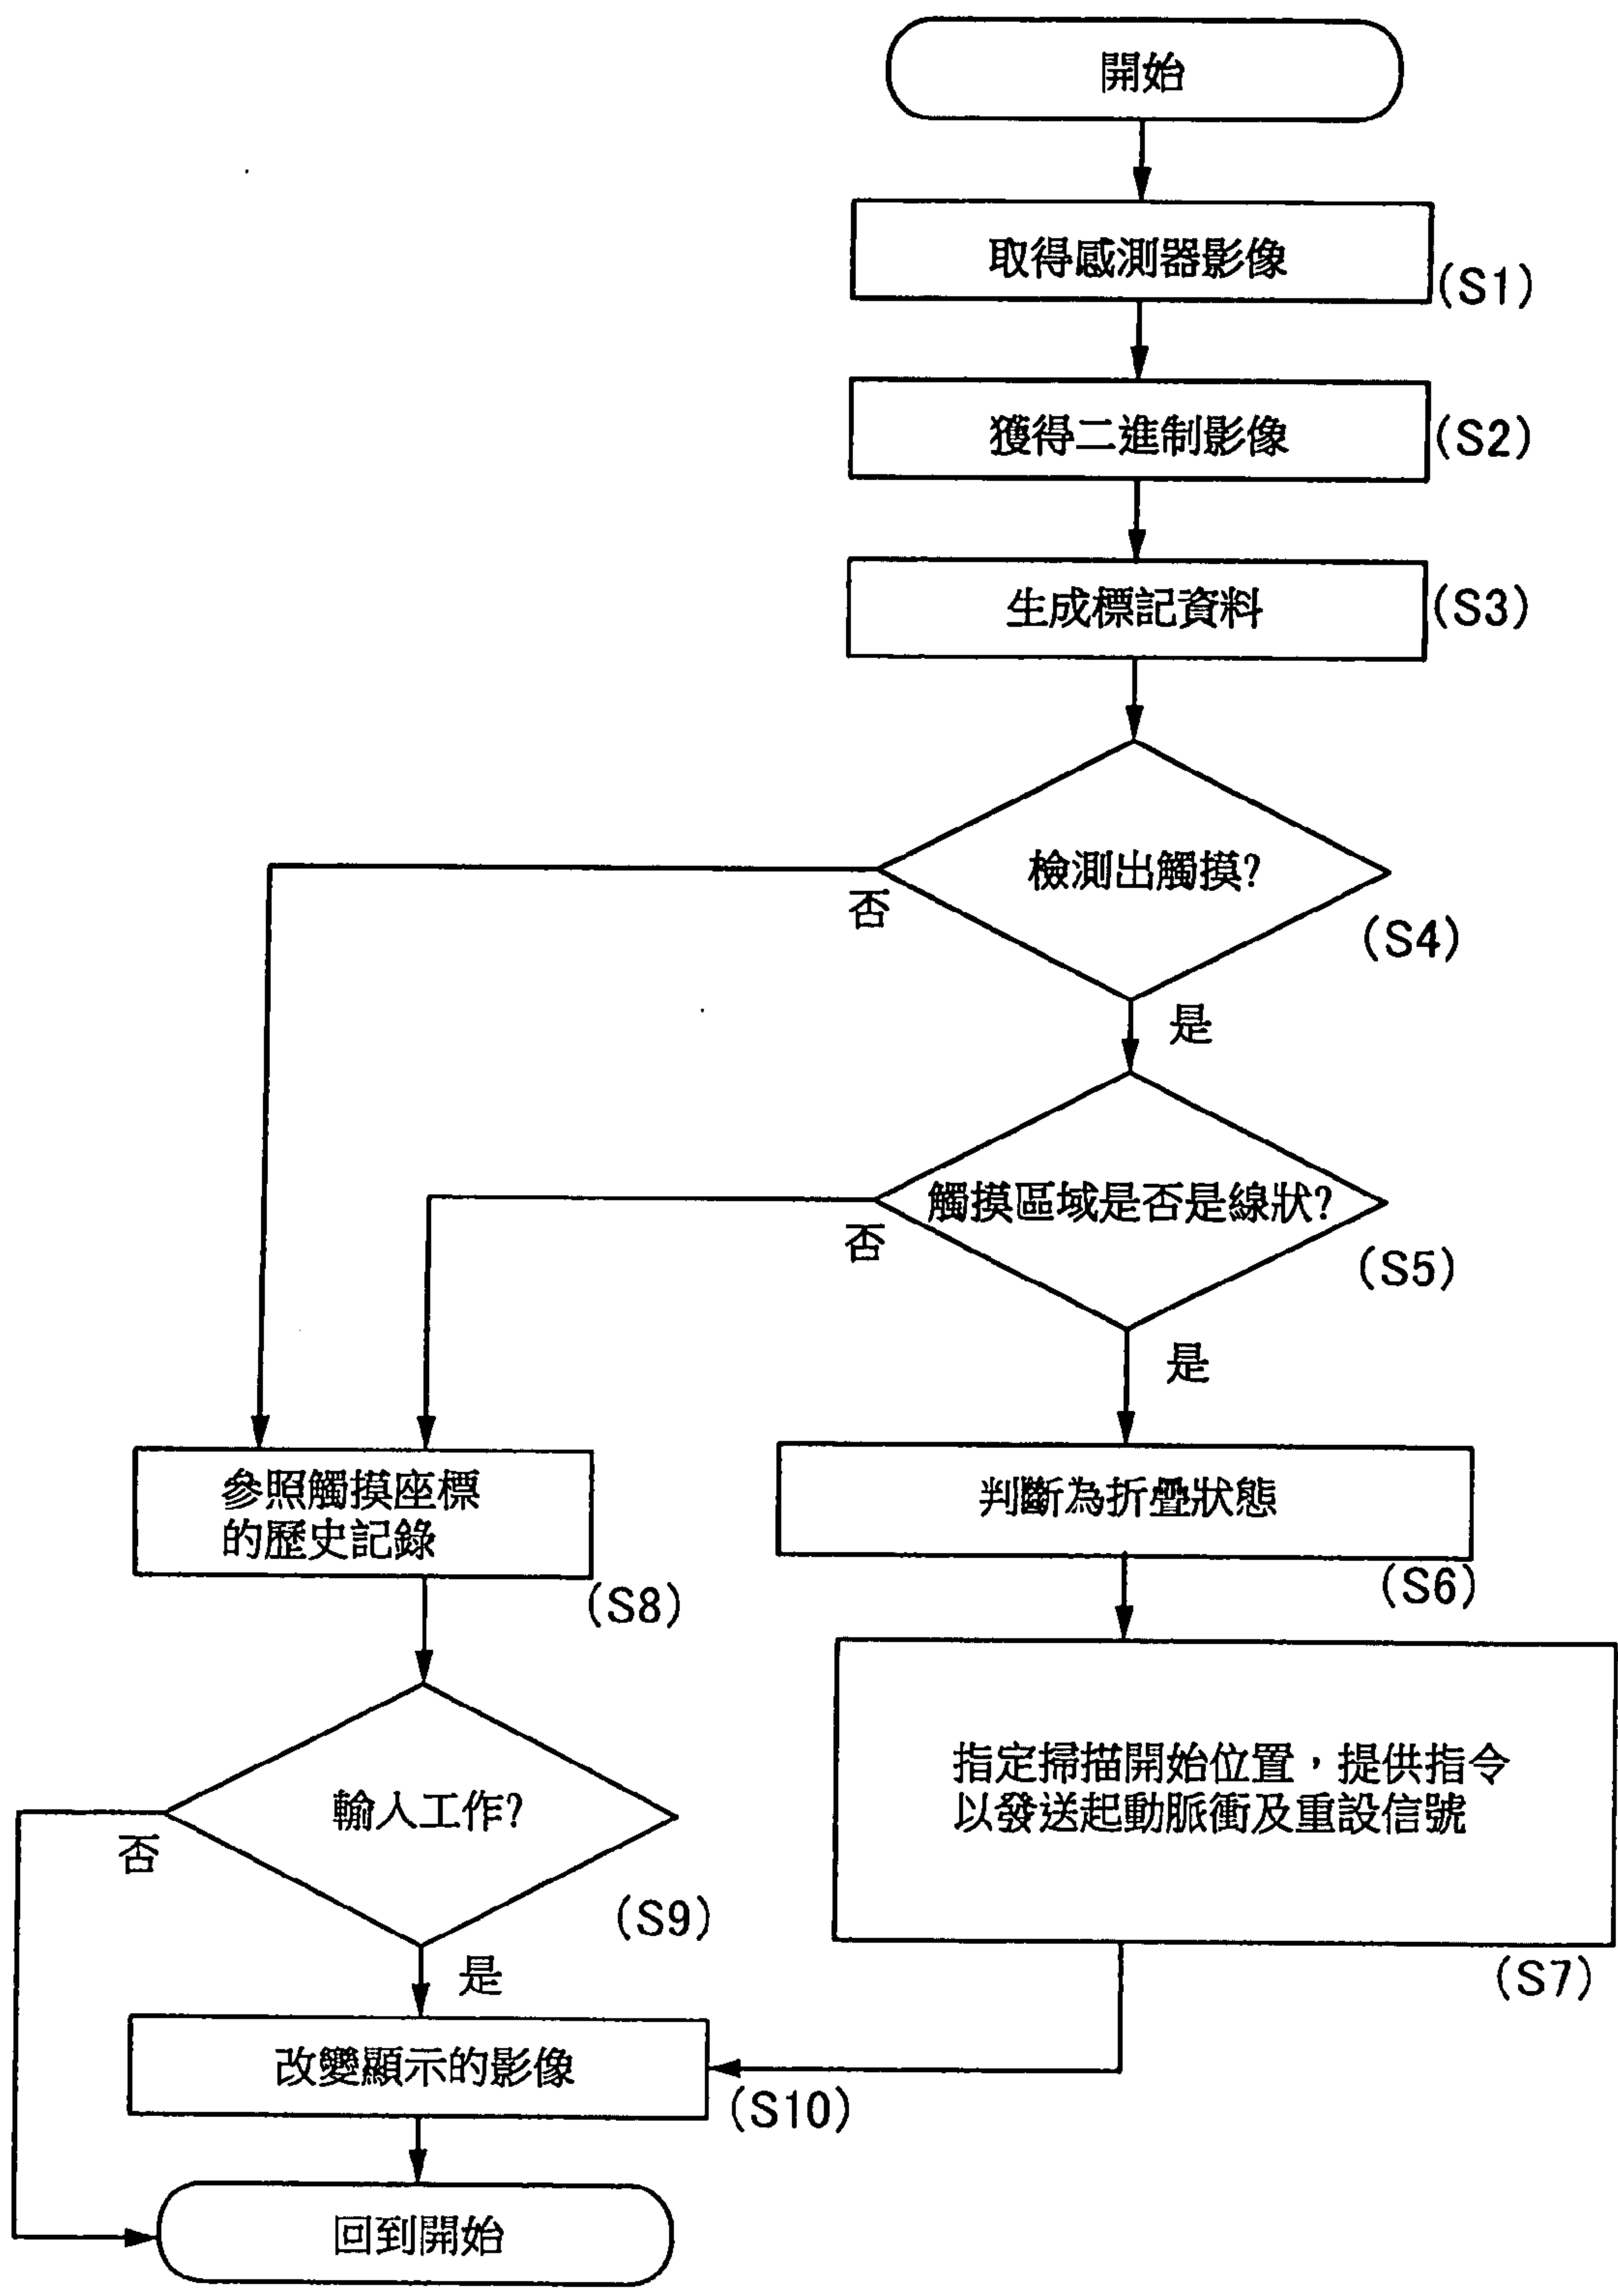 開始
取得感測器影像
(S1)
獲得二進制影像
(S2)
生成標記資料
(S3)
檢測出觸摸?
否
(S4)
是
觸摸區域是否是線狀?
否
(S5)
是
判斷為折疊狀態
(S6)
指定掃描開始位置，提供指令
以發送起動脈衝及重設信號
(S7)
參照觸摸座標
的歷史記錄
(S8)
輸入工作?
否
(S9)
是
改變顯示的影像
(S10)
回到開始